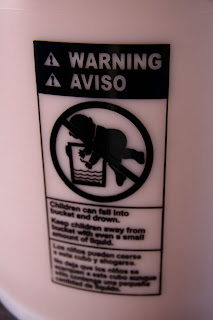 WARNING
AVISO
Children can fall into
bucket and drown.
Keep children away from
bucket with even a small
amount of liquid.
Los niños pueden caerse
a este cubo y ahogarse.
No deje que los niños se
este cubo aunque
una pequeña
cantidad de líquido.